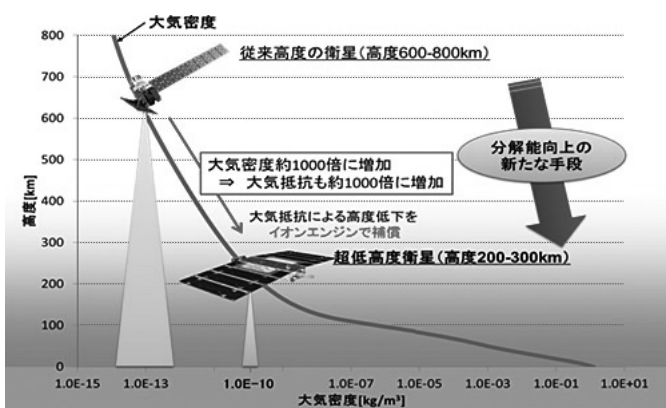 大気密度
従来高度の衛星(高度600-800km)
分解能向上の
新たな手段
大気密度約1000倍に増加
⇒ 大気抵抗も約1000倍に増加
大気抵抗による高度低下を
イオンエンジンで補償
超低高度衛星(高度200-300km)
高度[km]
800
700
600
500
400
300
200
100
0
1.0E-15 1.0E-13 1.0E-10 1.0E-07 1.0E-05 1.0E-03 1.0E-01 1.0E+01
大気密度[kg/m³]